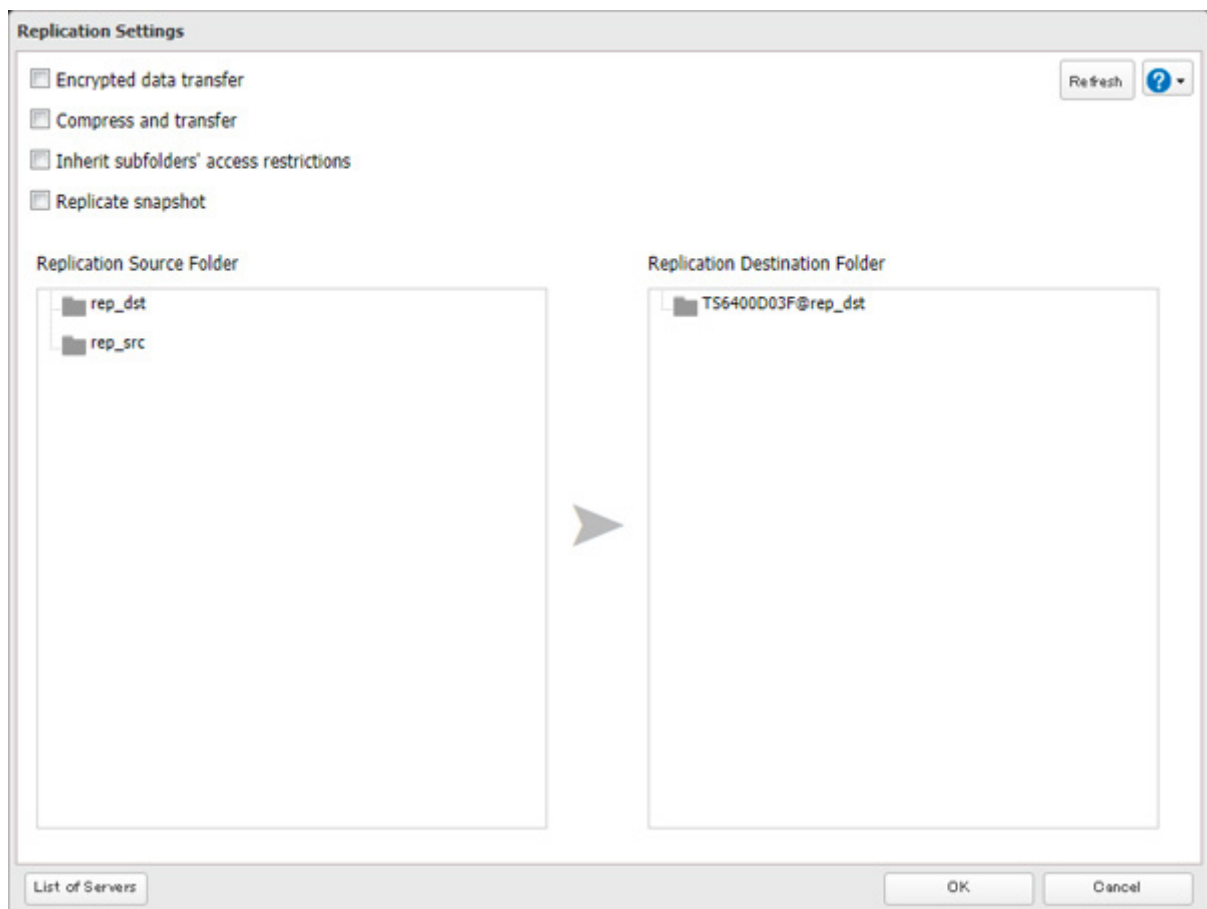 Replication Settings
Encrypted data transfer
Refresh
Compress and transfer
Inherit subfolders' access restrictions
Replicate snapshot
Replication Source Folder
Replication Destination Folder
rep_dst
TS6400D03F@rep_dst
rep_src
List of Servers
OK
Cancel